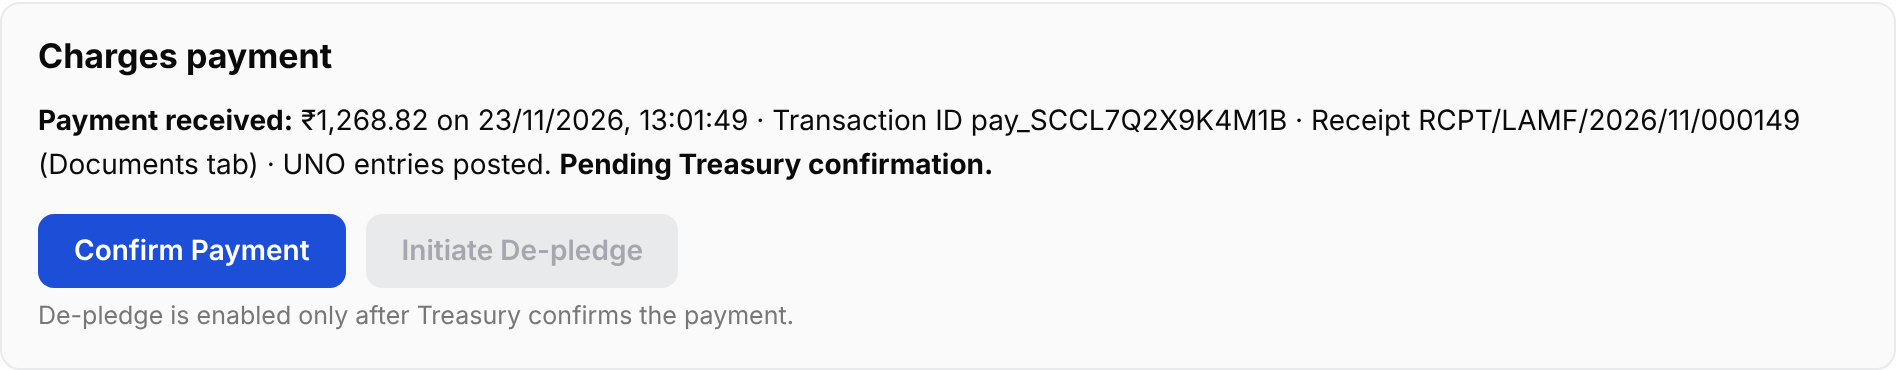 Charges payment
Payment received: ₹1,268.82 on 23/11/2026, 13:01:49 · Transaction ID pay_SCCL7Q2X9K4M1B · Receipt RCPT/LAMF/2026/11/000149
(Documents tab) · UNO entries posted. Pending Treasury confirmation.
Confirm Payment
Initiate De-pledge
De-pledge is enabled only after Treasury confirms the payment.